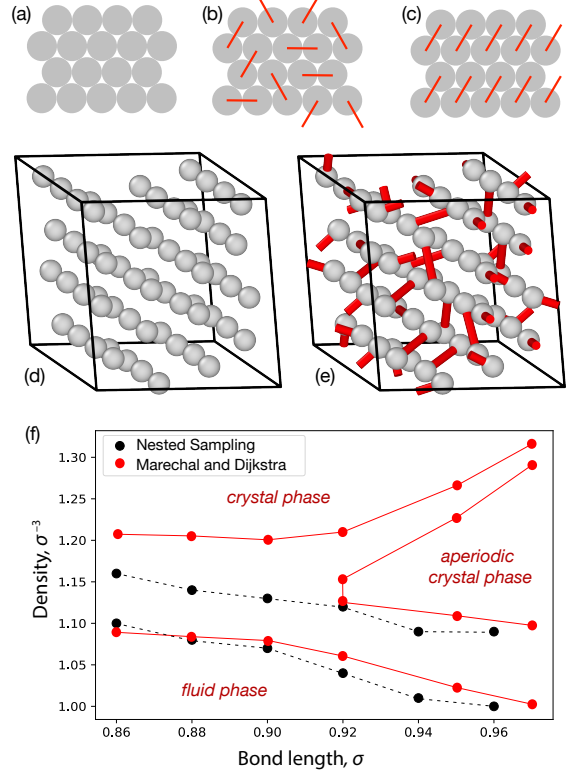 (a)
(b)
(c)
(d)
(e)
(f)
Nested Sampling
Marechal and Dijkstra
crystal phase
aperiodic
crystal phase
fluid phase
Density, σ⁻³
1.30
1.25
1.20
1.15
1.10
1.05
1.00
0.86
0.88
0.90
0.92
0.94
0.96
Bond length, σ